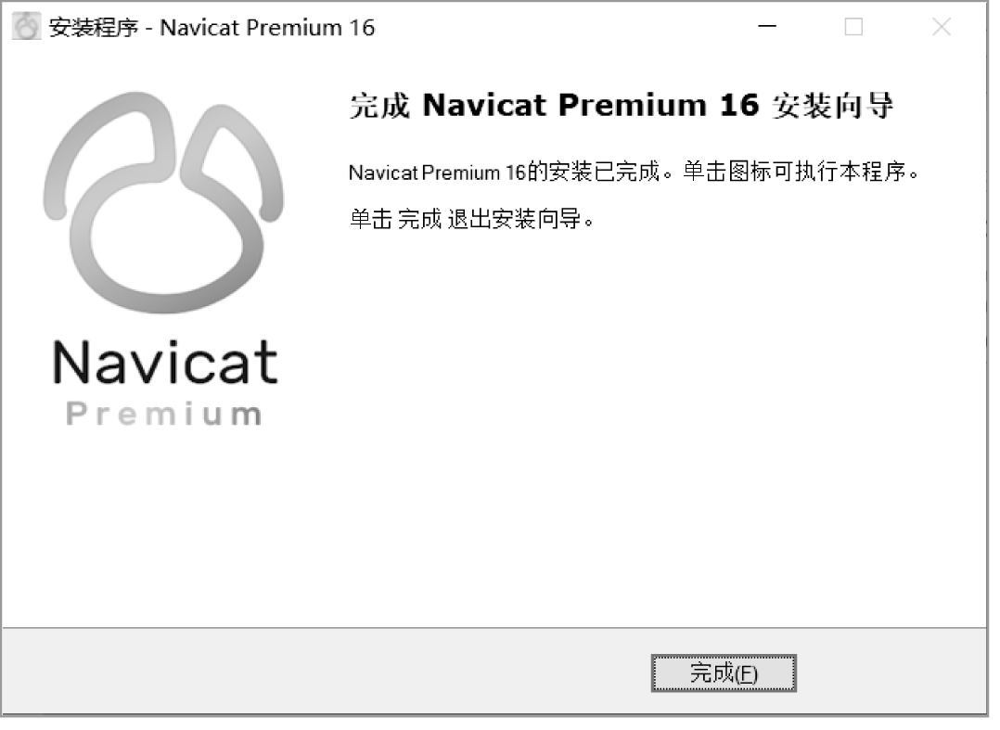 安装程序 - Navicat Premium 16
完成 Navicat Premium 16 安装向导
Navicat Premium 16的安装已完成。单击图标可执行本程序。
单击 完成 退出安装向导。
Navicat
Premium
完成(F)